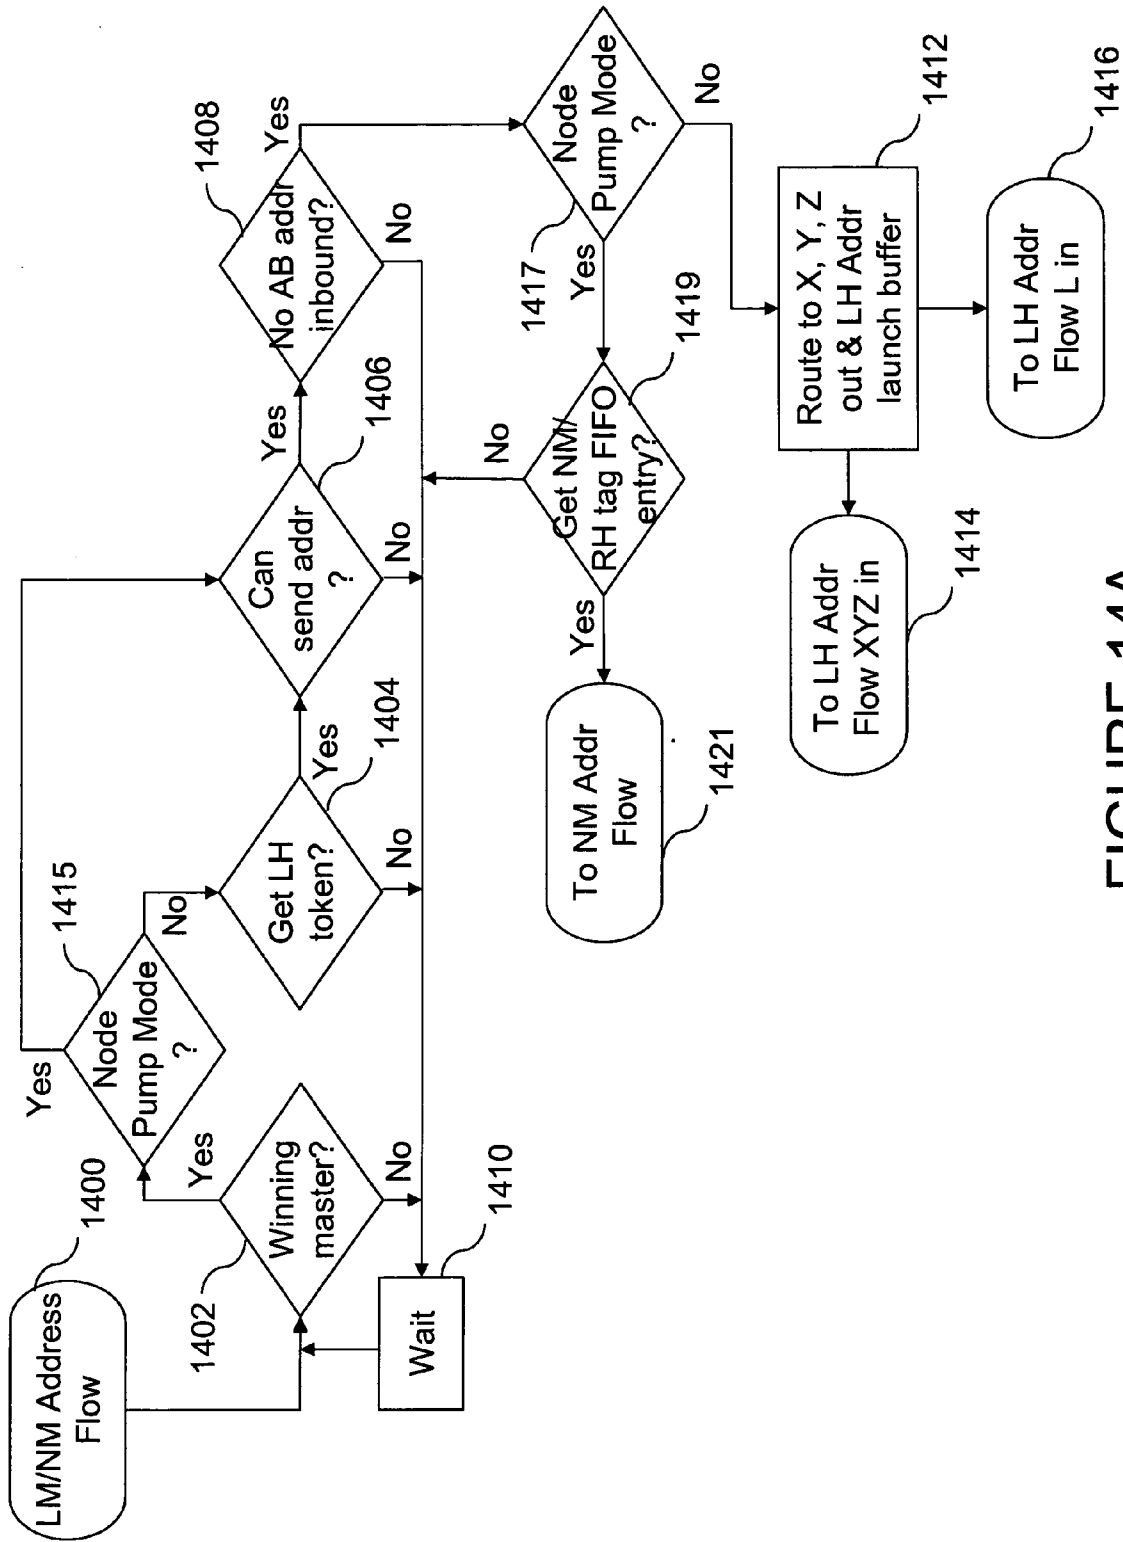 LM/NM Address
Flow
1400
1402
Winning
master?
Yes
No
Wait
1410
Yes
Node
Pump Mode
?
1415
No
Get LH
token?
1404
Yes
No
Can
send addr
?
1406
Yes
No
No AB addr
inbound?
1408
Yes
No
Node
Pump Mode
?
1417
Yes
No
Get NM/
RH tag FIFO
entry?
1419
No
Yes
To NM Addr
Flow
1421
Route to X, Y, Z
out & LH Addr
launch buffer
1412
To LH Addr
Flow XYZ in
1414
To LH Addr
Flow L in
1416
FIGURE 14A